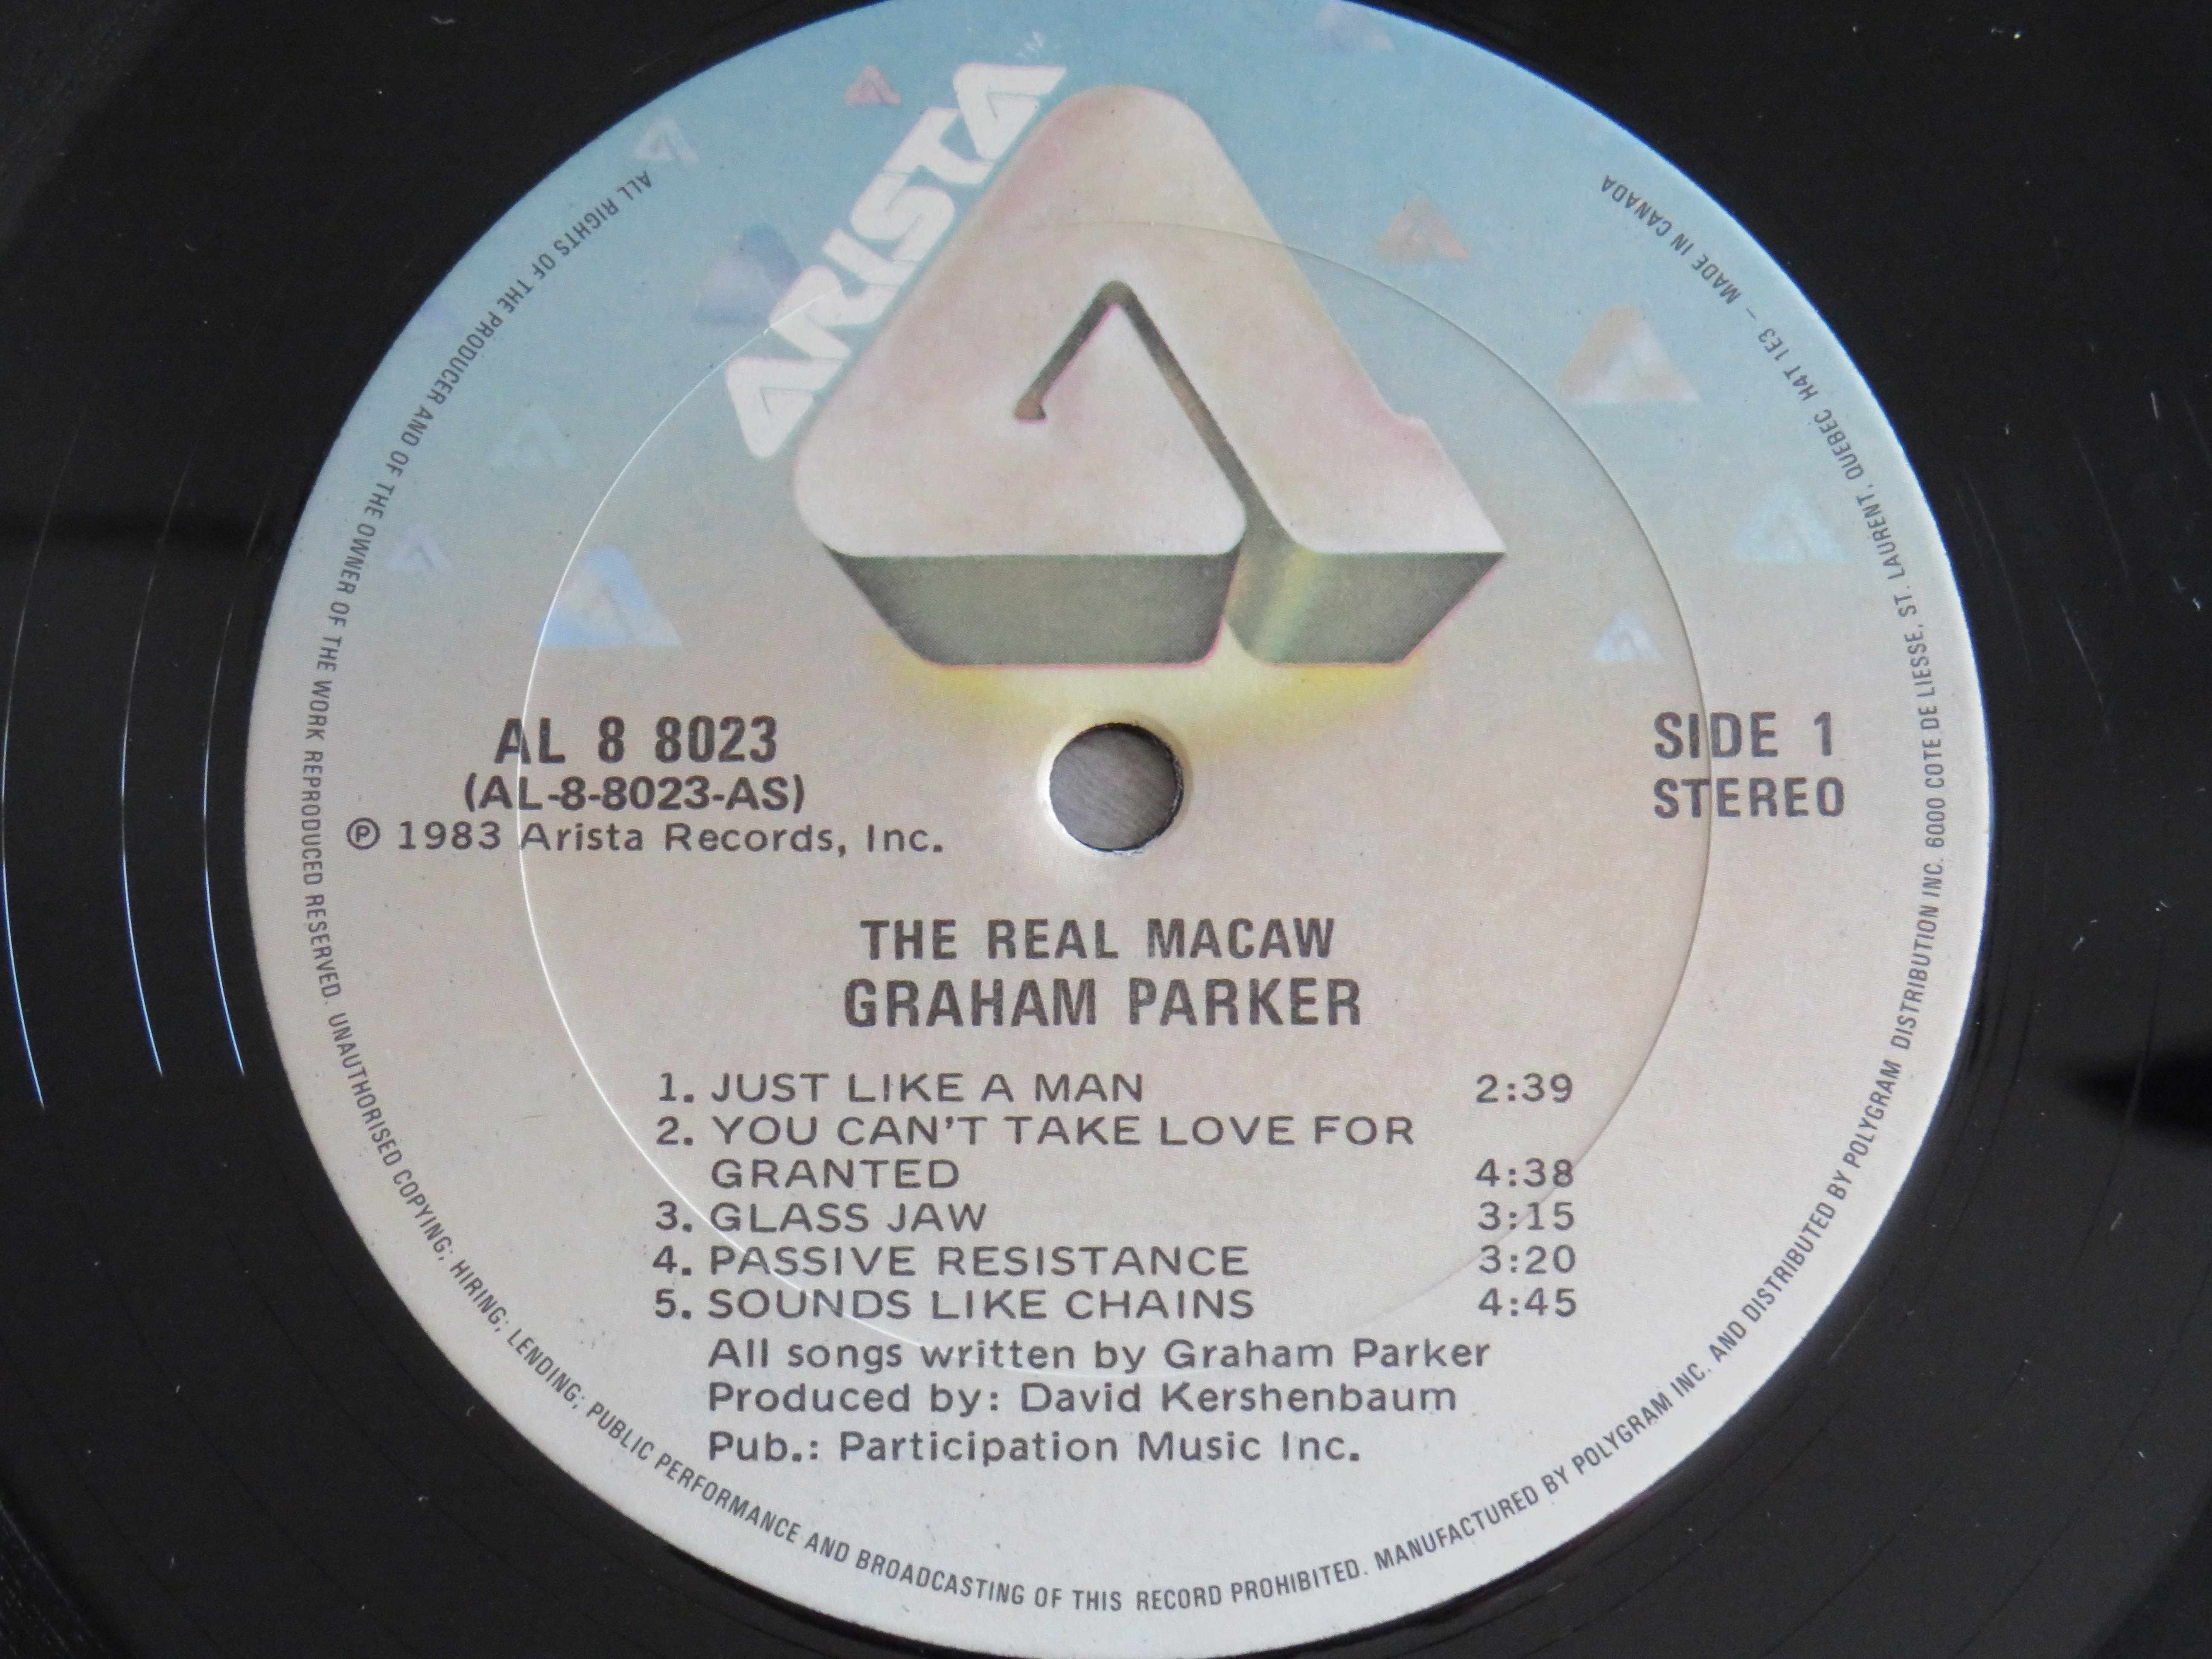 ARISTA™
AL 8 8023
(AL-8-8023-AS)
℗ 1983 Arista Records, Inc.
SIDE 1
STEREO
THE REAL MACAW
GRAHAM PARKER
1. JUST LIKE A MAN 2:39
2. YOU CAN'T TAKE LOVE FOR
GRANTED 4:38
3. GLASS JAW 3:15
4. PASSIVE RESISTANCE 3:20
5. SOUNDS LIKE CHAINS 4:45
All songs written by Graham Parker
Produced by: David Kershenbaum
Pub.: Participation Music Inc.
ALL RIGHTS OF THE PRODUCER AND OF THE OWNER OF THE WORK REPRODUCED RESERVED. UNAUTHORISED COPYING; HIRING; LENDING; PUBLIC PERFORMANCE AND BROADCASTING OF THIS RECORD PROHIBITED. MANUFACTURED BY POLYGRAM INC. AND DISTRIBUTED BY POLYGRAM DISTRIBUTION INC. 6000 COTE DE LIESSE, ST. LAURENT, QUEBEC H4T 1E3 – MADE IN CANADA